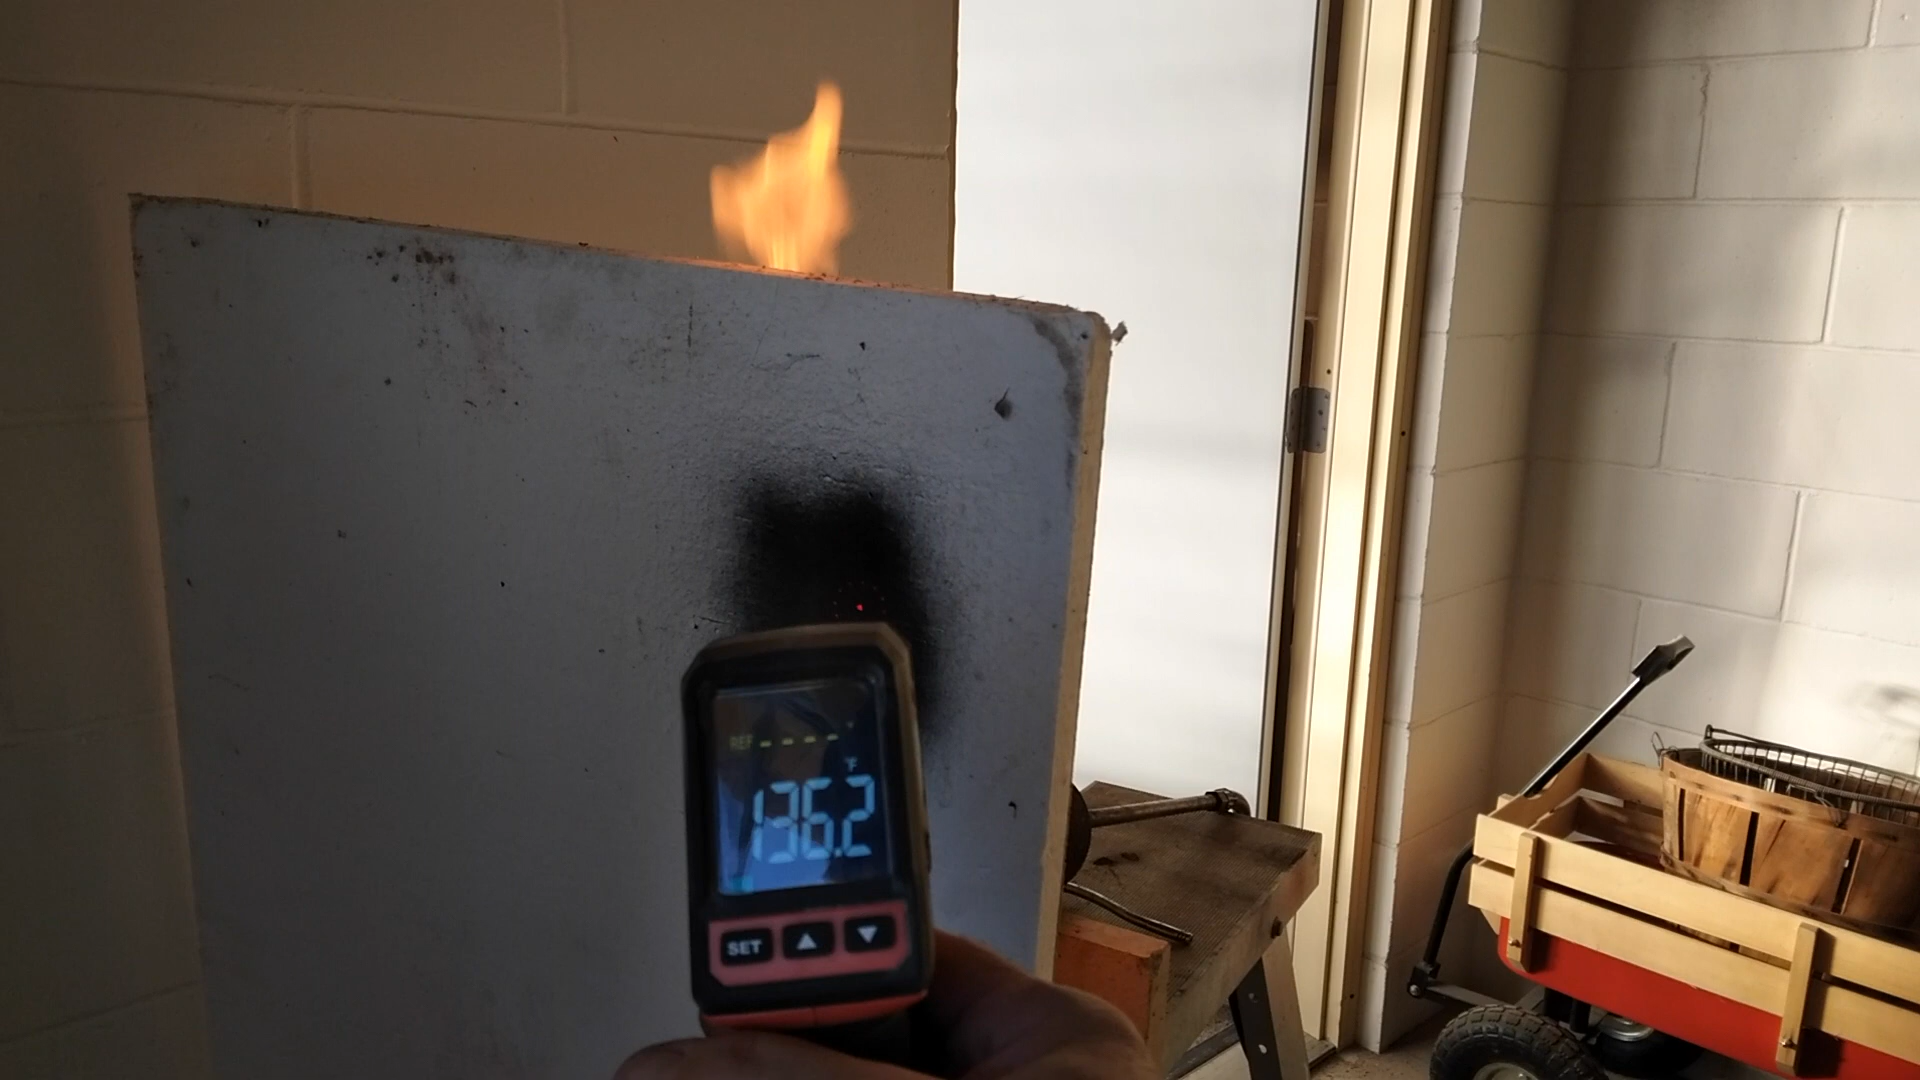 REF ----
°F
136.2
SET ▲ ▼